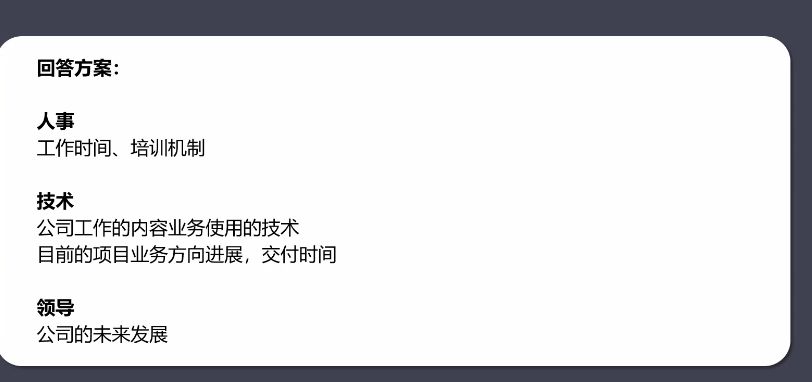 回答方案：
人事
工作时间、培训机制
技术
公司工作的内容业务使用的技术
目前的项目业务方向进展，交付时间
领导
公司的未来发展